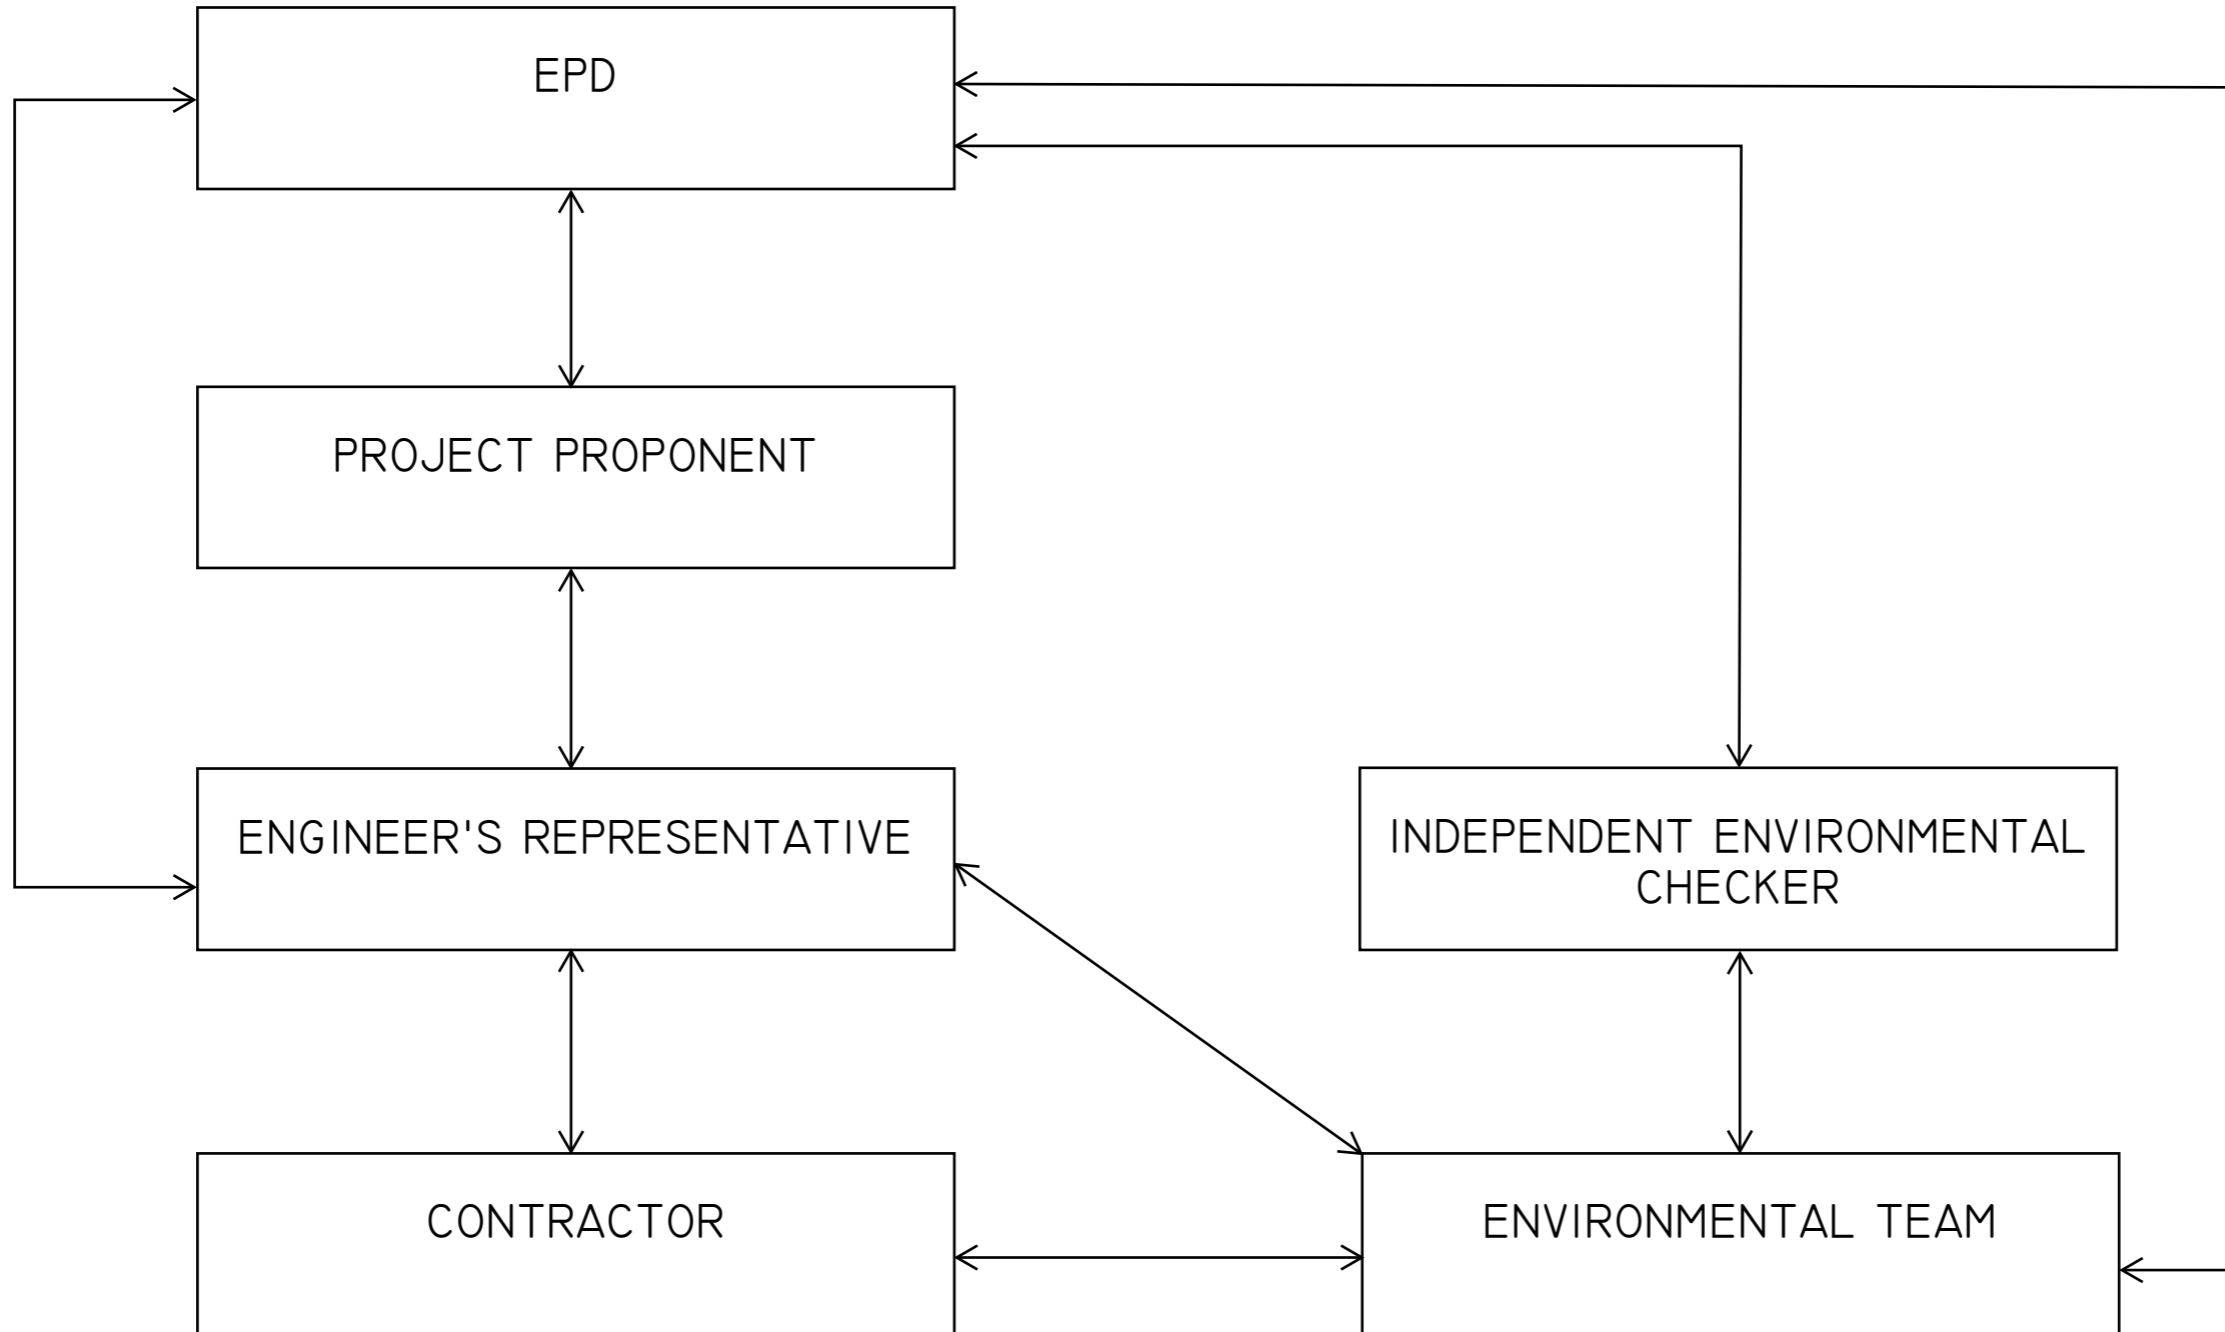 EPD
PROJECT PROPONENT
ENGINEER'S REPRESENTATIVE
INDEPENDENT ENVIRONMENTAL
CHECKER
CONTRACTOR
ENVIRONMENTAL TEAM